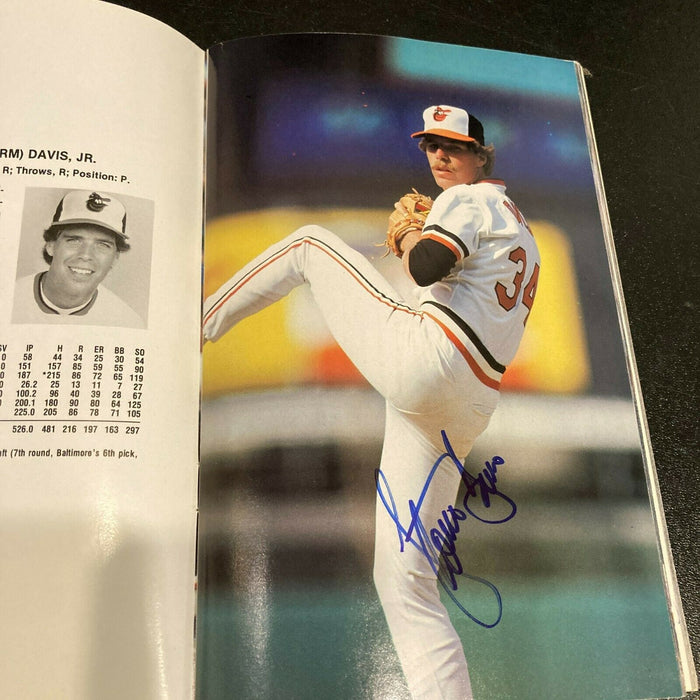 RM) DAVIS, JR.
R; Throws, R; Position: P.
SV IP H R ER BB SO
0 58 44 34 25 30 54
0 151 157 85 59 55 90
0 187 *215 86 72 65 119
0 26.2 25 13 11 7 27
0 100.2 96 40 39 28 67
0 200.1 180 90 80 64 125
0 225.0 205 86 78 71 105
0 526.0 481 216 197 163 297
aft (7th round, Baltimore's 6th pick,
34